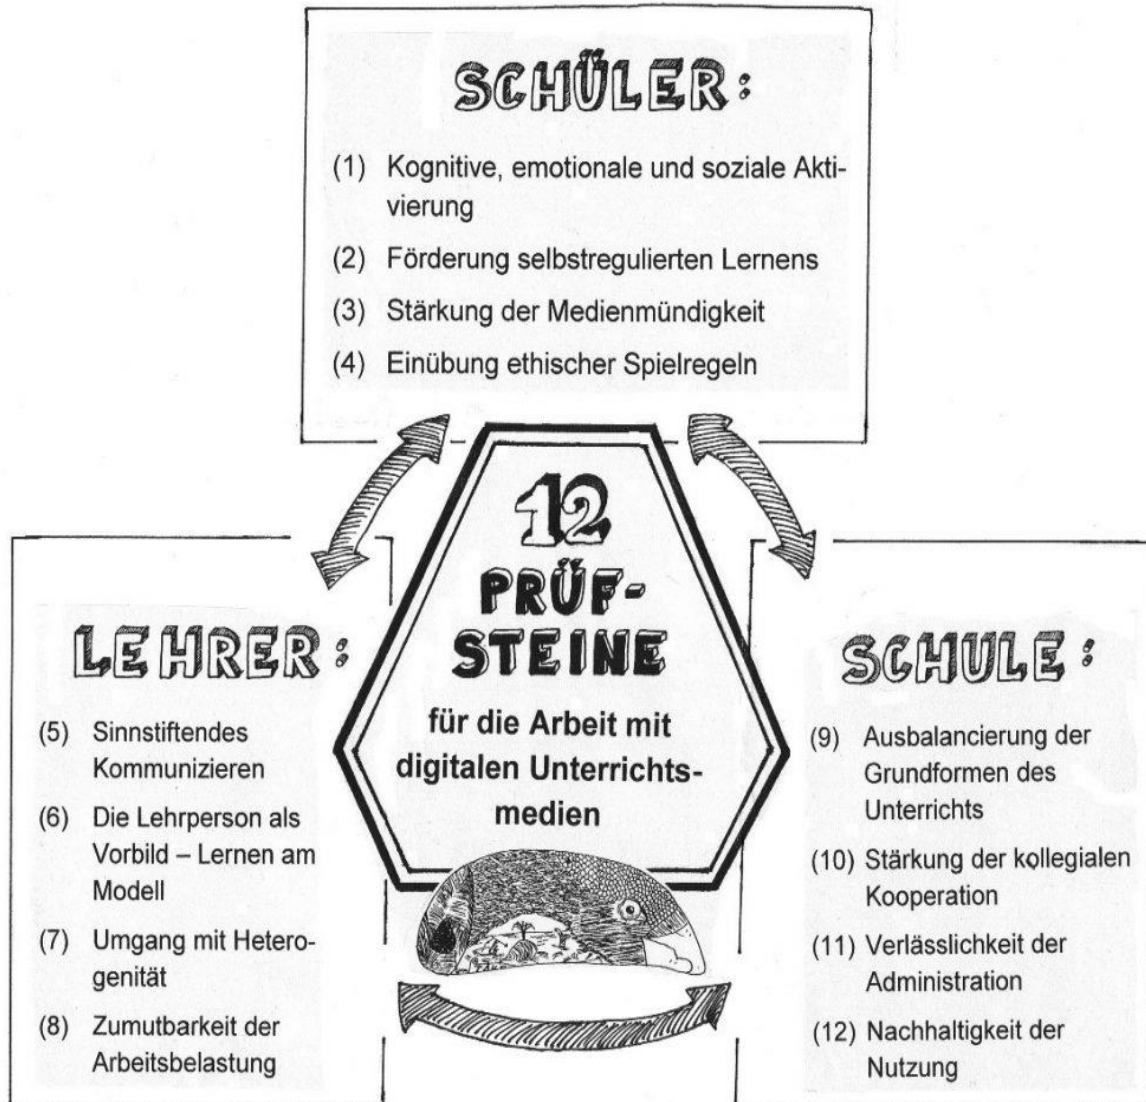 SCHÜLER:
(1) Kognitive, emotionale und soziale Akti-
vierung
(2) Förderung selbstregulierten Lernens
(3) Stärkung der Medienmündigkeit
(4) Einübung ethischer Spielregeln
12
PRÜF-
STEINE
für die Arbeit mit
digitalen Unterrichts-
medien
LEHRER:
(5) Sinnstiftendes
Kommunizieren
(6) Die Lehrperson als
Vorbild – Lernen am
Modell
(7) Umgang mit Hetero-
genität
(8) Zumutbarkeit der
Arbeitsbelastung
SCHULE:
(9) Ausbalancierung der
Grundformen des
Unterrichts
(10) Stärkung der kollegialen
Kooperation
(11) Verlässlichkeit der
Administration
(12) Nachhaltigkeit der
Nutzung